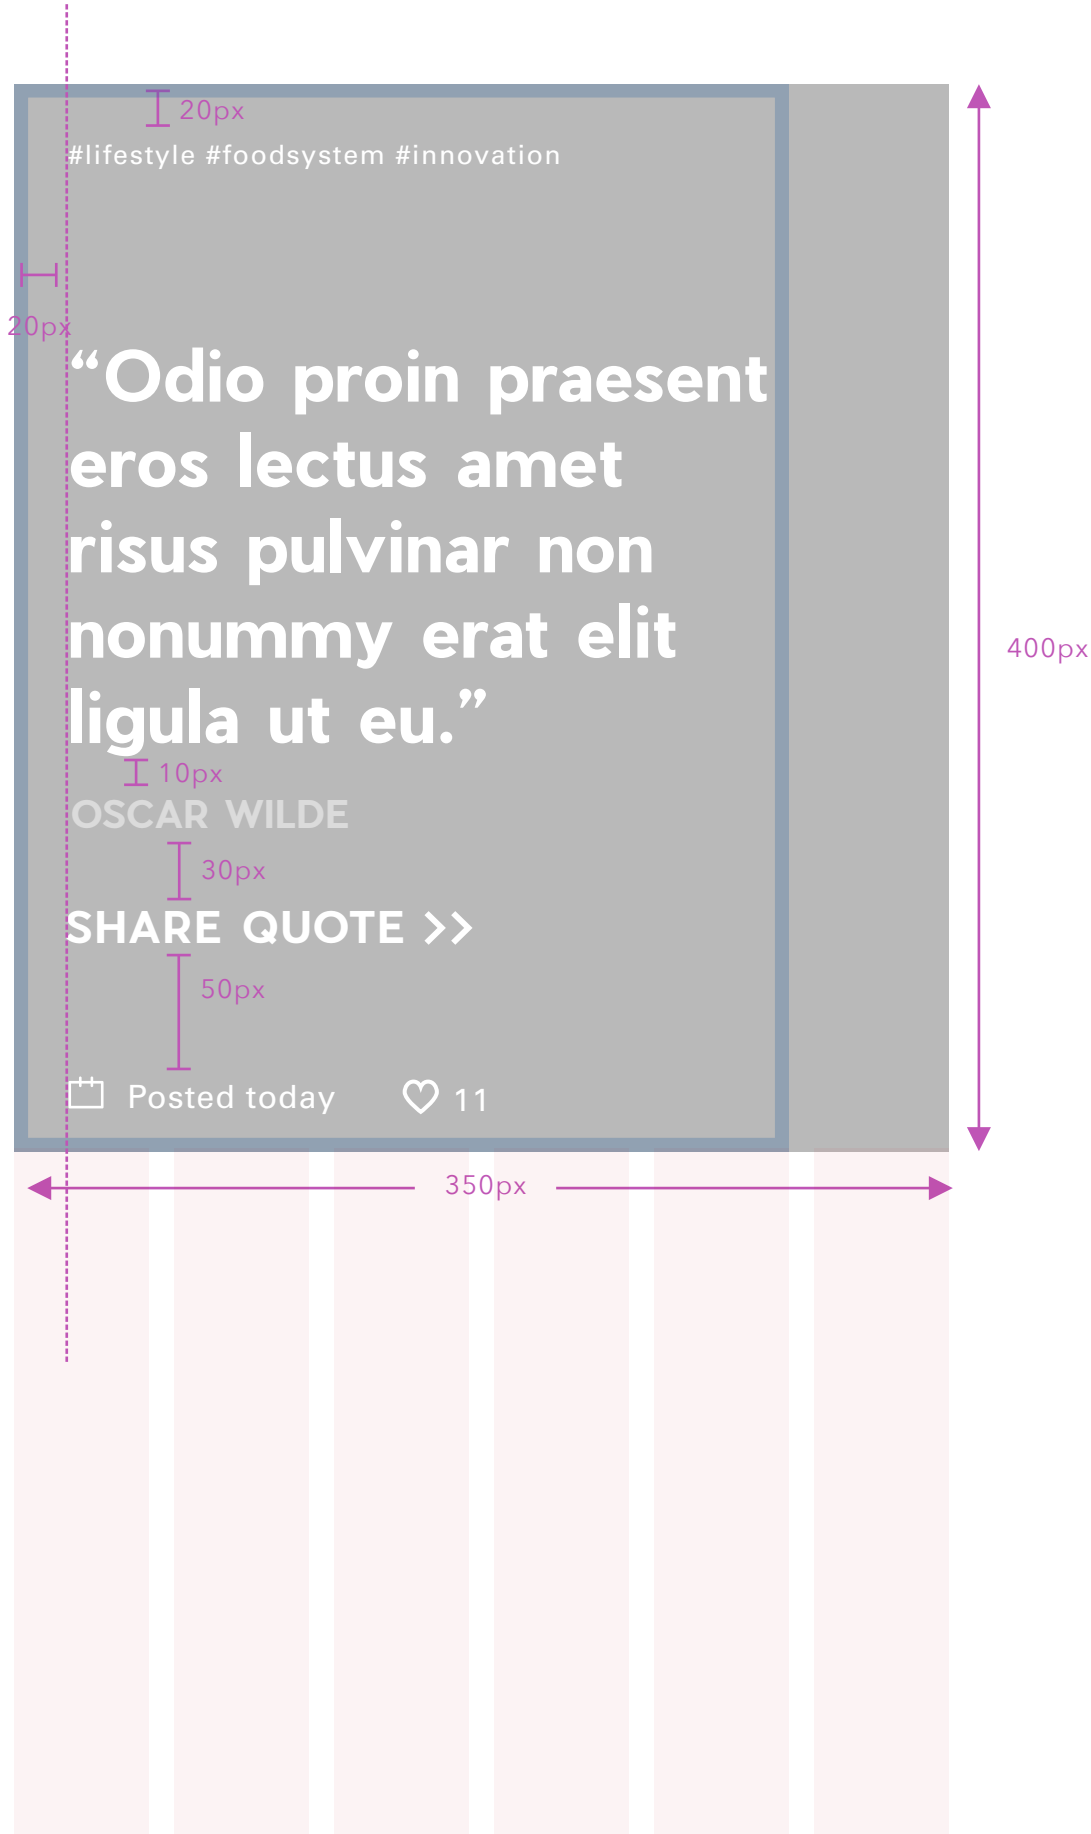 20px
#lifestyle #foodsystem #innovation
20px
“Odio proin praesent
eros lectus amet
risus pulvinar non
nonummy erat elit
ligula ut eu.”
400px
10px
OSCAR WILDE
30px
SHARE QUOTE >>
50px
Posted today 11
350px